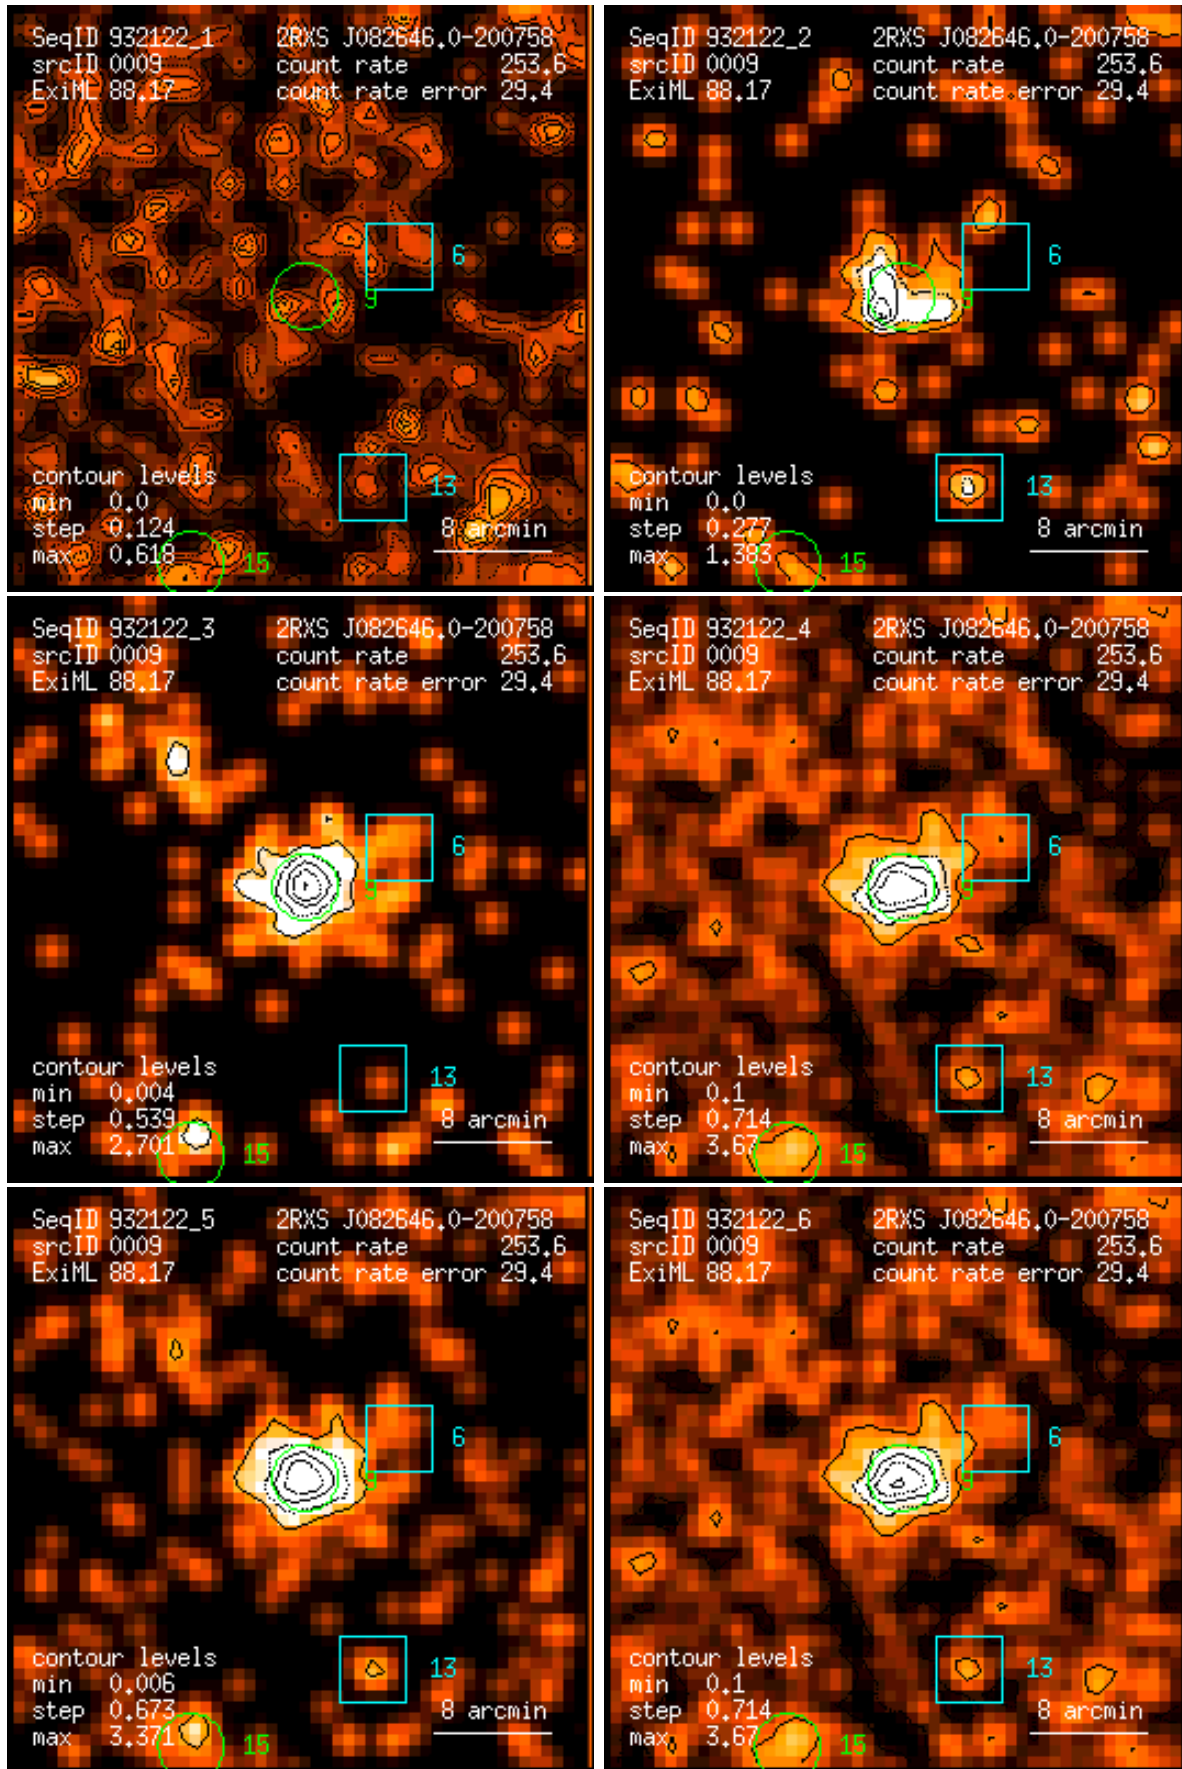 SeqID 932122_1 2RXS J082646.0-200758
srcID 0009 count rate 253.6
ExiML 88.17 count rate error 29.4
6
9
contour levels
13
min 0.0
step 0.124 8 arcmin
max 0.618
15
SeqID 932122_2 2RXS J082646.0-200758
srcID 0009 count rate 253.6
ExiML 88.17 count rate error 29.4
6
9
contour levels
13
min 0.0
step 0.277 8 arcmin
max 1.383
15
SeqID 932122_3 2RXS J082646.0-200758
srcID 0009 count rate 253.6
ExiML 88.17 count rate error 29.4
6
9
contour levels
13
min 0.004
step 0.539 8 arcmin
max 2.701
15
SeqID 932122_4 2RXS J082646.0-200758
srcID 0009 count rate 253.6
ExiML 88.17 count rate error 29.4
6
9
contour levels
13
min 0.1
step 0.714 8 arcmin
max 3.67
15
SeqID 932122_5 2RXS J082646.0-200758
srcID 0009 count rate 253.6
ExiML 88.17 count rate error 29.4
6
9
contour levels
13
min 0.006
step 0.673 8 arcmin
max 3.371
15
SeqID 932122_6 2RXS J082646.0-200758
srcID 0009 count rate 253.6
ExiML 88.17 count rate error 29.4
6
9
contour levels
13
min 0.1
step 0.714 8 arcmin
max 3.67
15